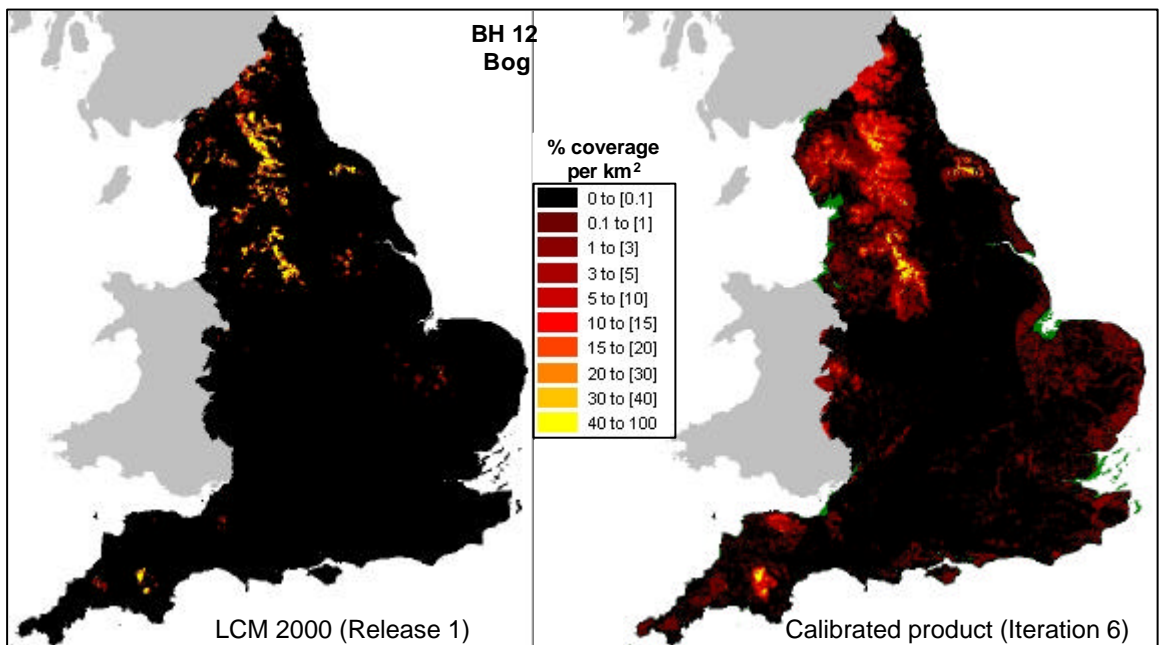 BH 12
Bog
% coverage
per km²
0 to [0.1]
0.1 to [1]
1 to [3]
3 to [5]
5 to [10]
10 to [15]
15 to [20]
20 to [30]
30 to [40]
40 to 100
LCM 2000 (Release 1)
Calibrated product (Iteration 6)